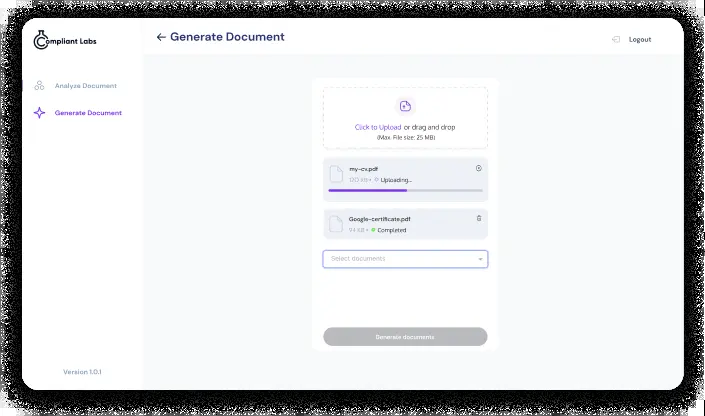 Compliant Labs
Generate Document
Logout
Analyze Document
Generate Document
Click to Upload or drag and drop
(Max. File size: 25 MB)
my-cv.pdf
120 KB • Uploading...
Google-certificate.pdf
94 KB • Completed
Select documents
Generate documents
Version 1.0.1